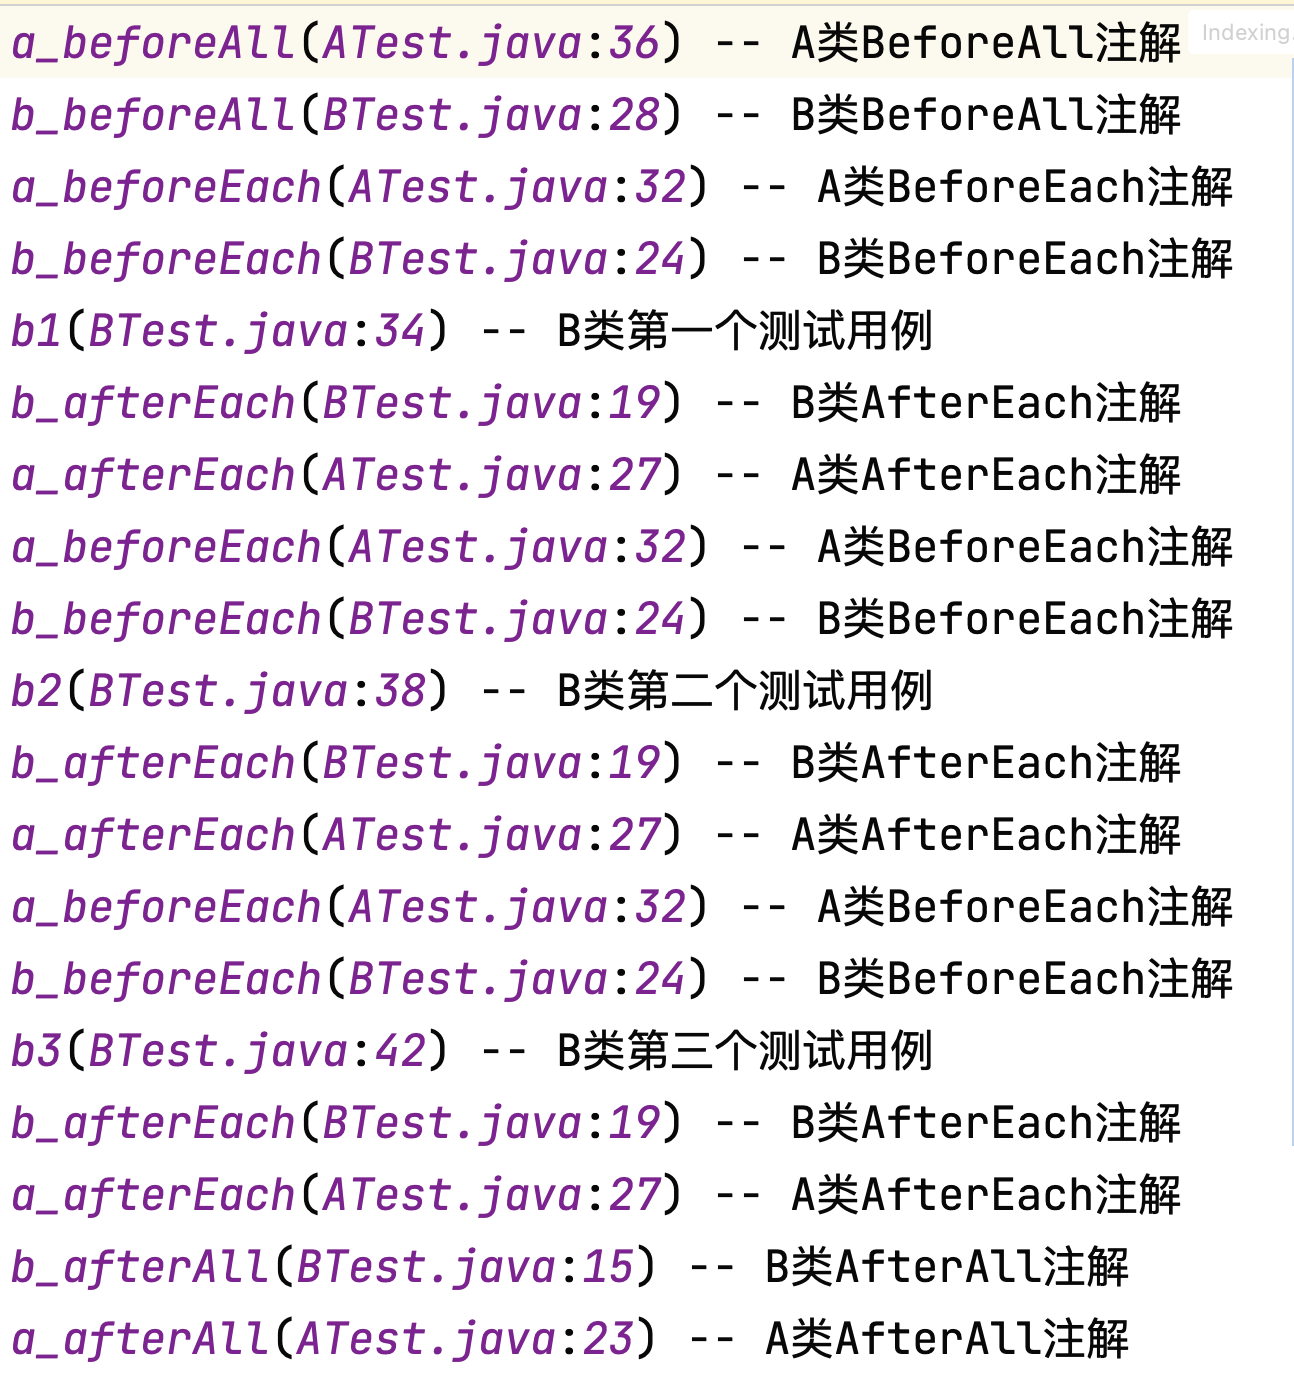 a_beforeAll(ATest.java:36) -- A类BeforeAll注解
Indexing.
b_beforeAll(BTest.java:28) -- B类BeforeAll注解
a_beforeEach(ATest.java:32) -- A类BeforeEach注解
b_beforeEach(BTest.java:24) -- B类BeforeEach注解
b1(BTest.java:34) -- B类第一个测试用例
b_afterEach(BTest.java:19) -- B类AfterEach注解
a_afterEach(ATest.java:27) -- A类AfterEach注解
a_beforeEach(ATest.java:32) -- A类BeforeEach注解
b_beforeEach(BTest.java:24) -- B类BeforeEach注解
b2(BTest.java:38) -- B类第二个测试用例
b_afterEach(BTest.java:19) -- B类AfterEach注解
a_afterEach(ATest.java:27) -- A类AfterEach注解
a_beforeEach(ATest.java:32) -- A类BeforeEach注解
b_beforeEach(BTest.java:24) -- B类BeforeEach注解
b3(BTest.java:42) -- B类第三个测试用例
b_afterEach(BTest.java:19) -- B类AfterEach注解
a_afterEach(ATest.java:27) -- A类AfterEach注解
b_afterAll(BTest.java:15) -- B类AfterAll注解
a_afterAll(ATest.java:23) -- A类AfterAll注解